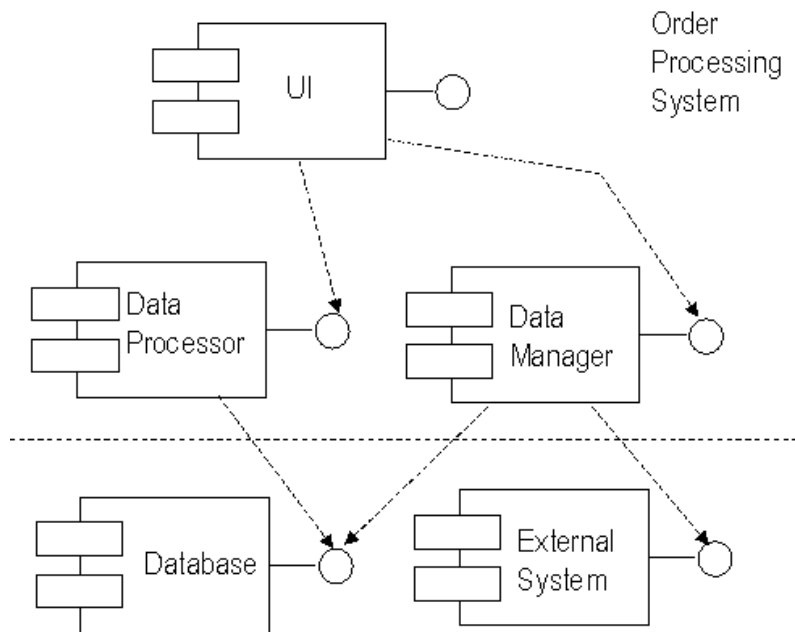 UI
Order
Processing
System
Data
Processor
Data
Manager
Database
External
System